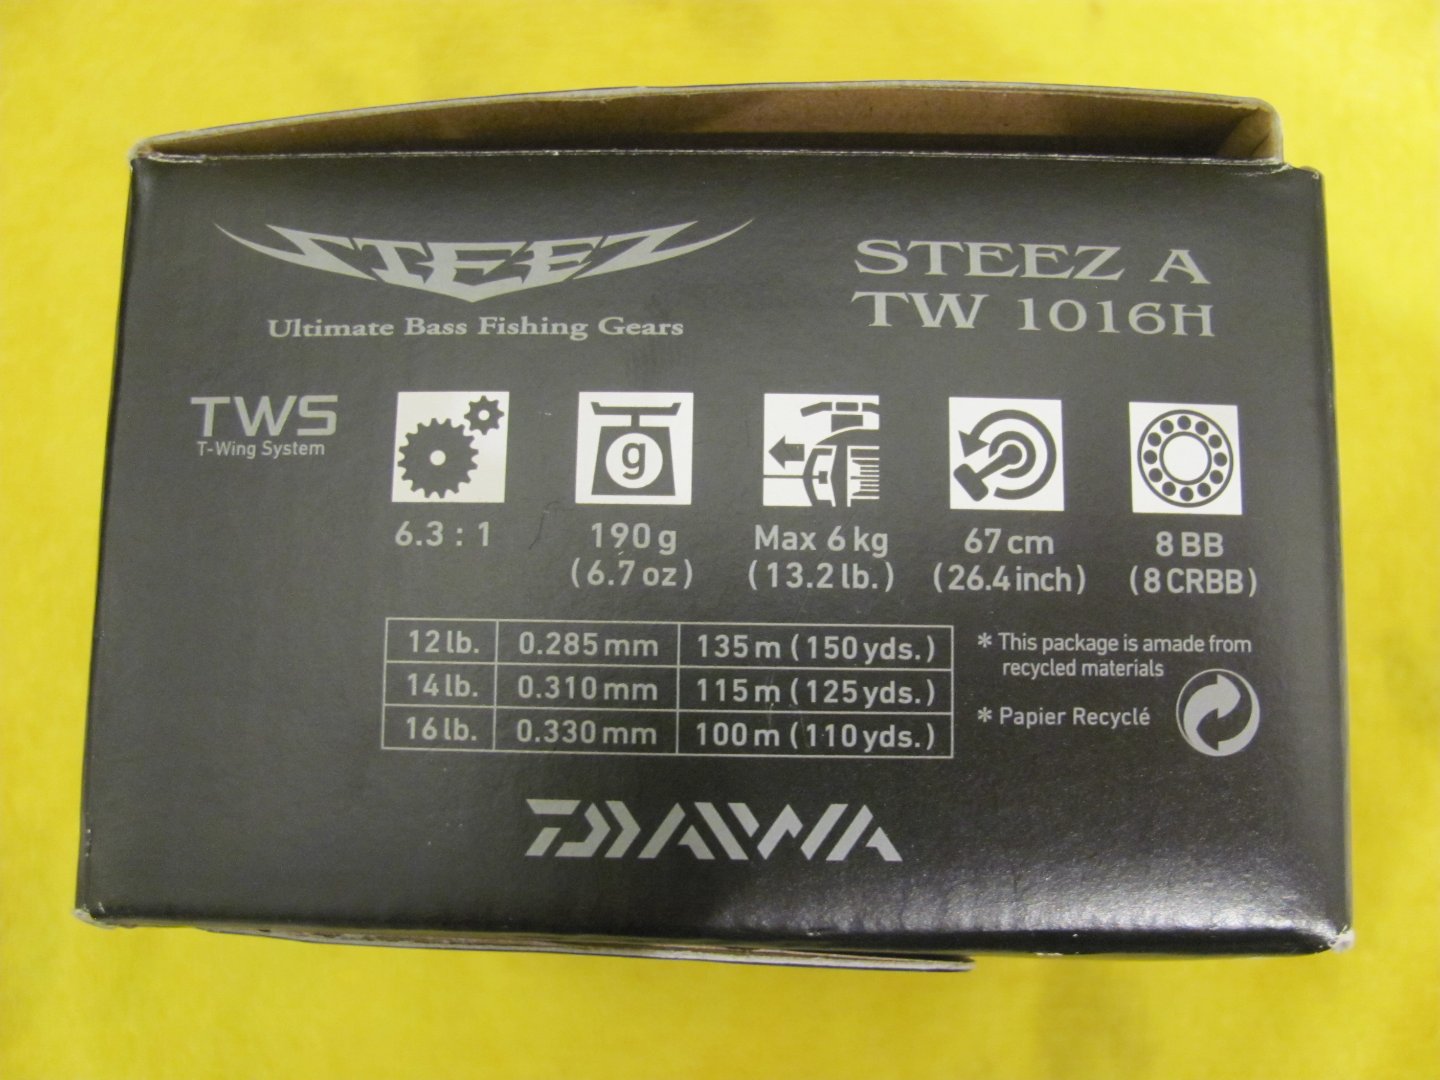 STEEZ
Ultimate Bass Fishing Gears
STEEZ A
TW 1016H
TWS
T-Wing System
6.3 : 1
190 g
(6.7 oz)
g
Max 6 kg
(13.2 lb.)
67 cm
(26.4 inch)
8 BB
(8 CRBB)
12 lb. 0.285 mm 135 m (150 yds.)
14 lb. 0.310 mm 115 m (125 yds.)
16 lb. 0.330 mm 100 m (110 yds.)
* This package is amade from
recycled materials
* Papier Recyclé
DAIWA